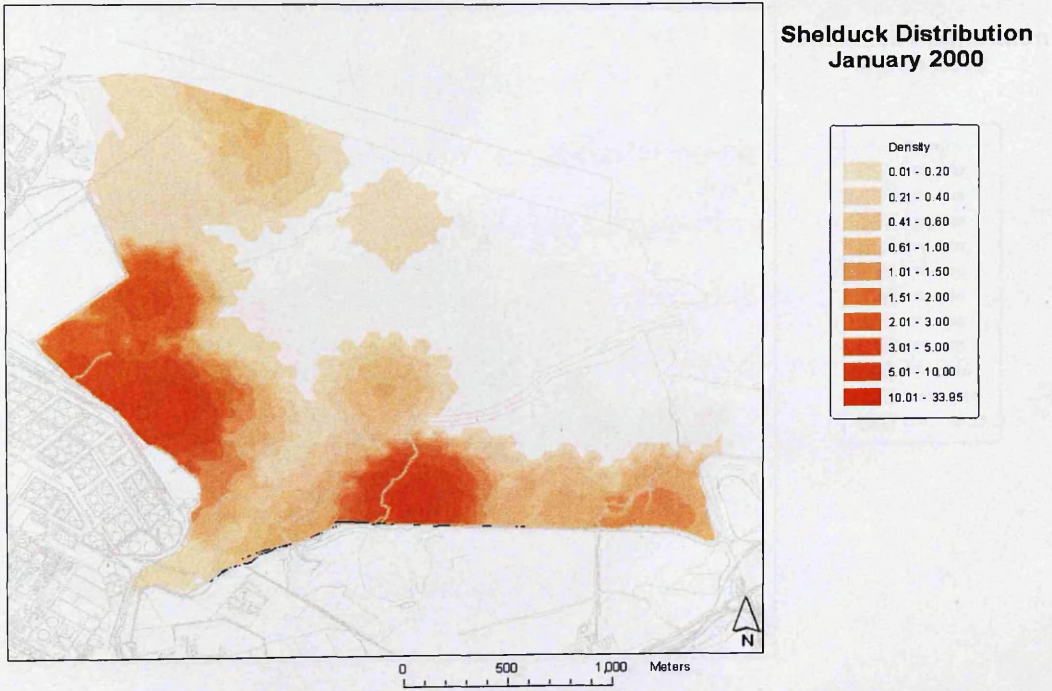 Shelduck Distribution
January 2000
Density
0.01 - 0.20
0.21 - 0.40
0.41 - 0.60
0.61 - 1.00
1.01 - 1.50
1.51 - 2.00
2.01 - 3.00
3.01 - 5.00
5.01 - 10.00
10.01 - 33.95
N
0 500 1,000 Meters